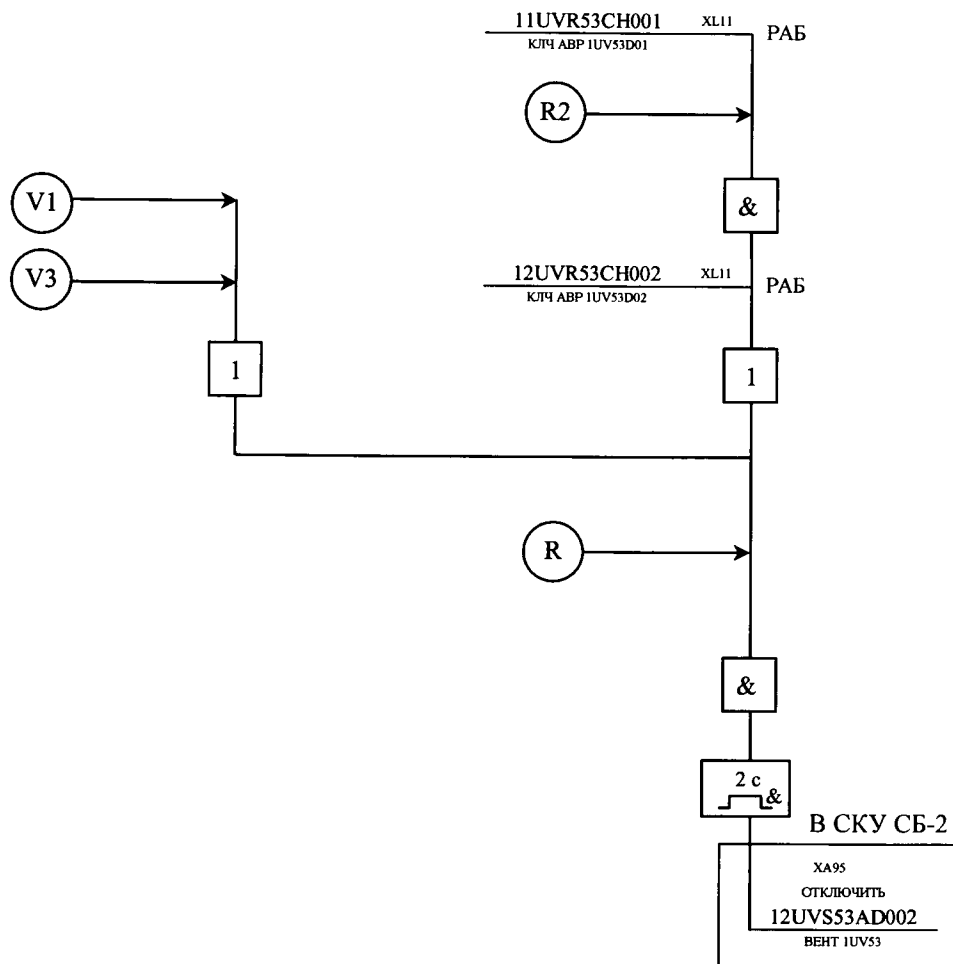 11UVR53CH001 XL11 РАБ
КЛЧ АВР 1UV53D01
R2
V1
&
V3
12UVR53CH002 XL11 РАБ
КЛЧ АВР 1UV53D02
1
1
R
&
2 с
&
В СКУ СБ-2
XA95
ОТКЛЮЧИТЬ
12UVS53AD002
ВЕНТ 1UV53